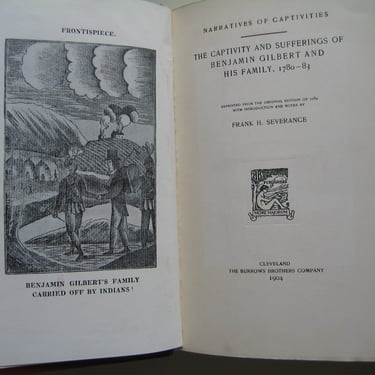 FRONTISPIECE.
BENJAMIN GILBERT'S FAMILY
CARRIED OFF BY INDIANS!
NARRATIVES OF CAPTIVITIES
THE CAPTIVITY AND SUFFERINGS OF
BENJAMIN GILBERT AND
HIS FAMILY, 1780-83
REPRINTED FROM THE ORIGINAL EDITION OF 1784
WITH INTRODUCTION AND NOTES BY
FRANK H. SEVERANCE
CLEVELAND
THE BURROWS BROTHERS COMPANY
1904